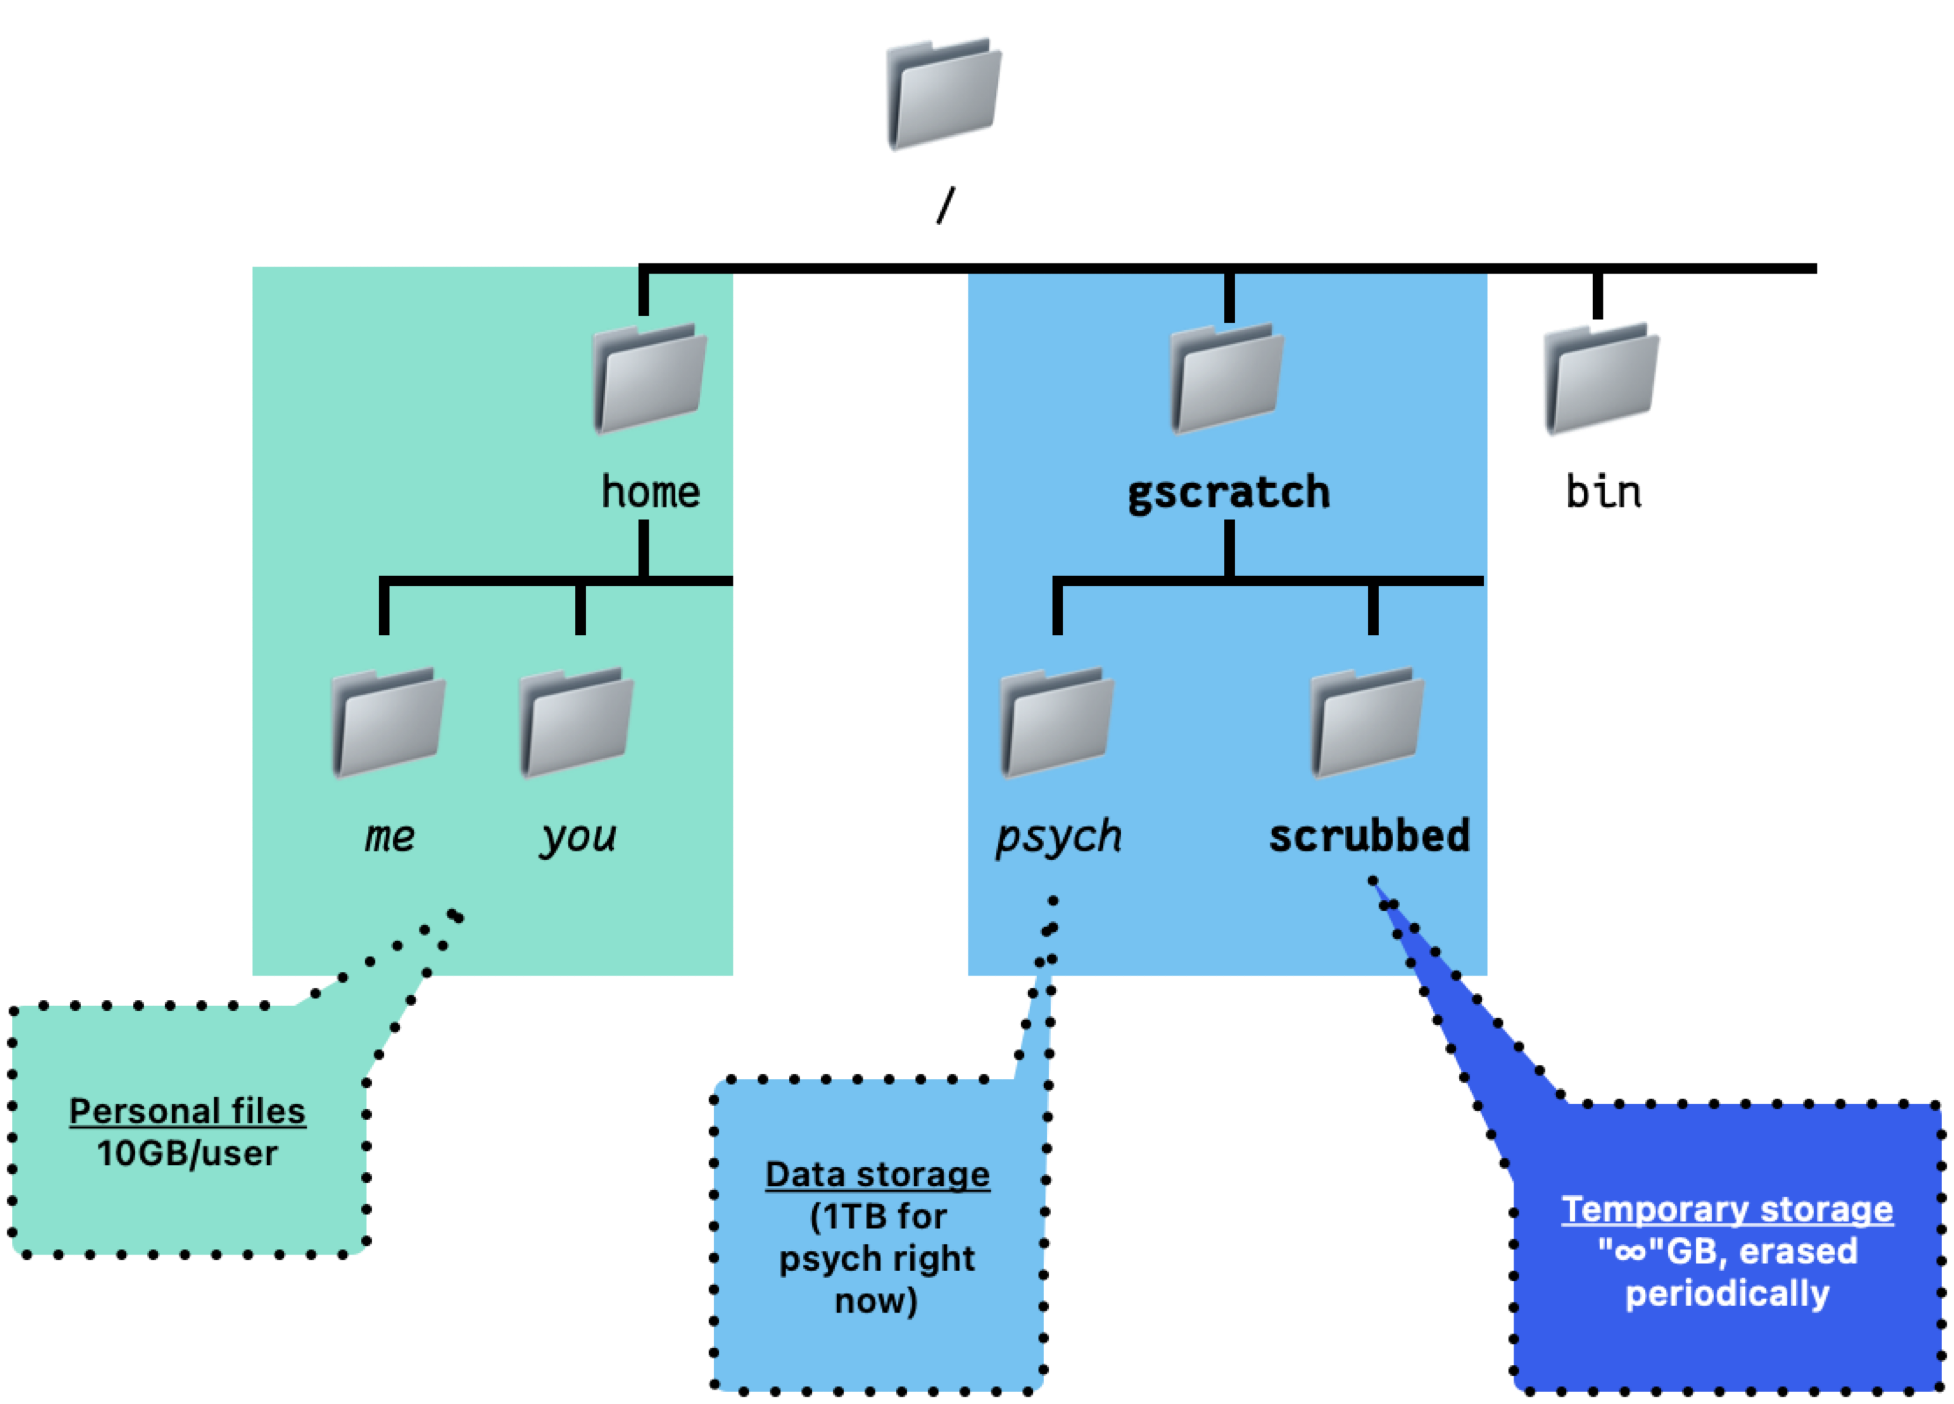 /
home
gscratch
bin
me
you
psych
scrubbed
Personal files
10GB/user
Data storage
(1TB for
psych right
now)
Temporary storage
"∞"GB, erased
periodically